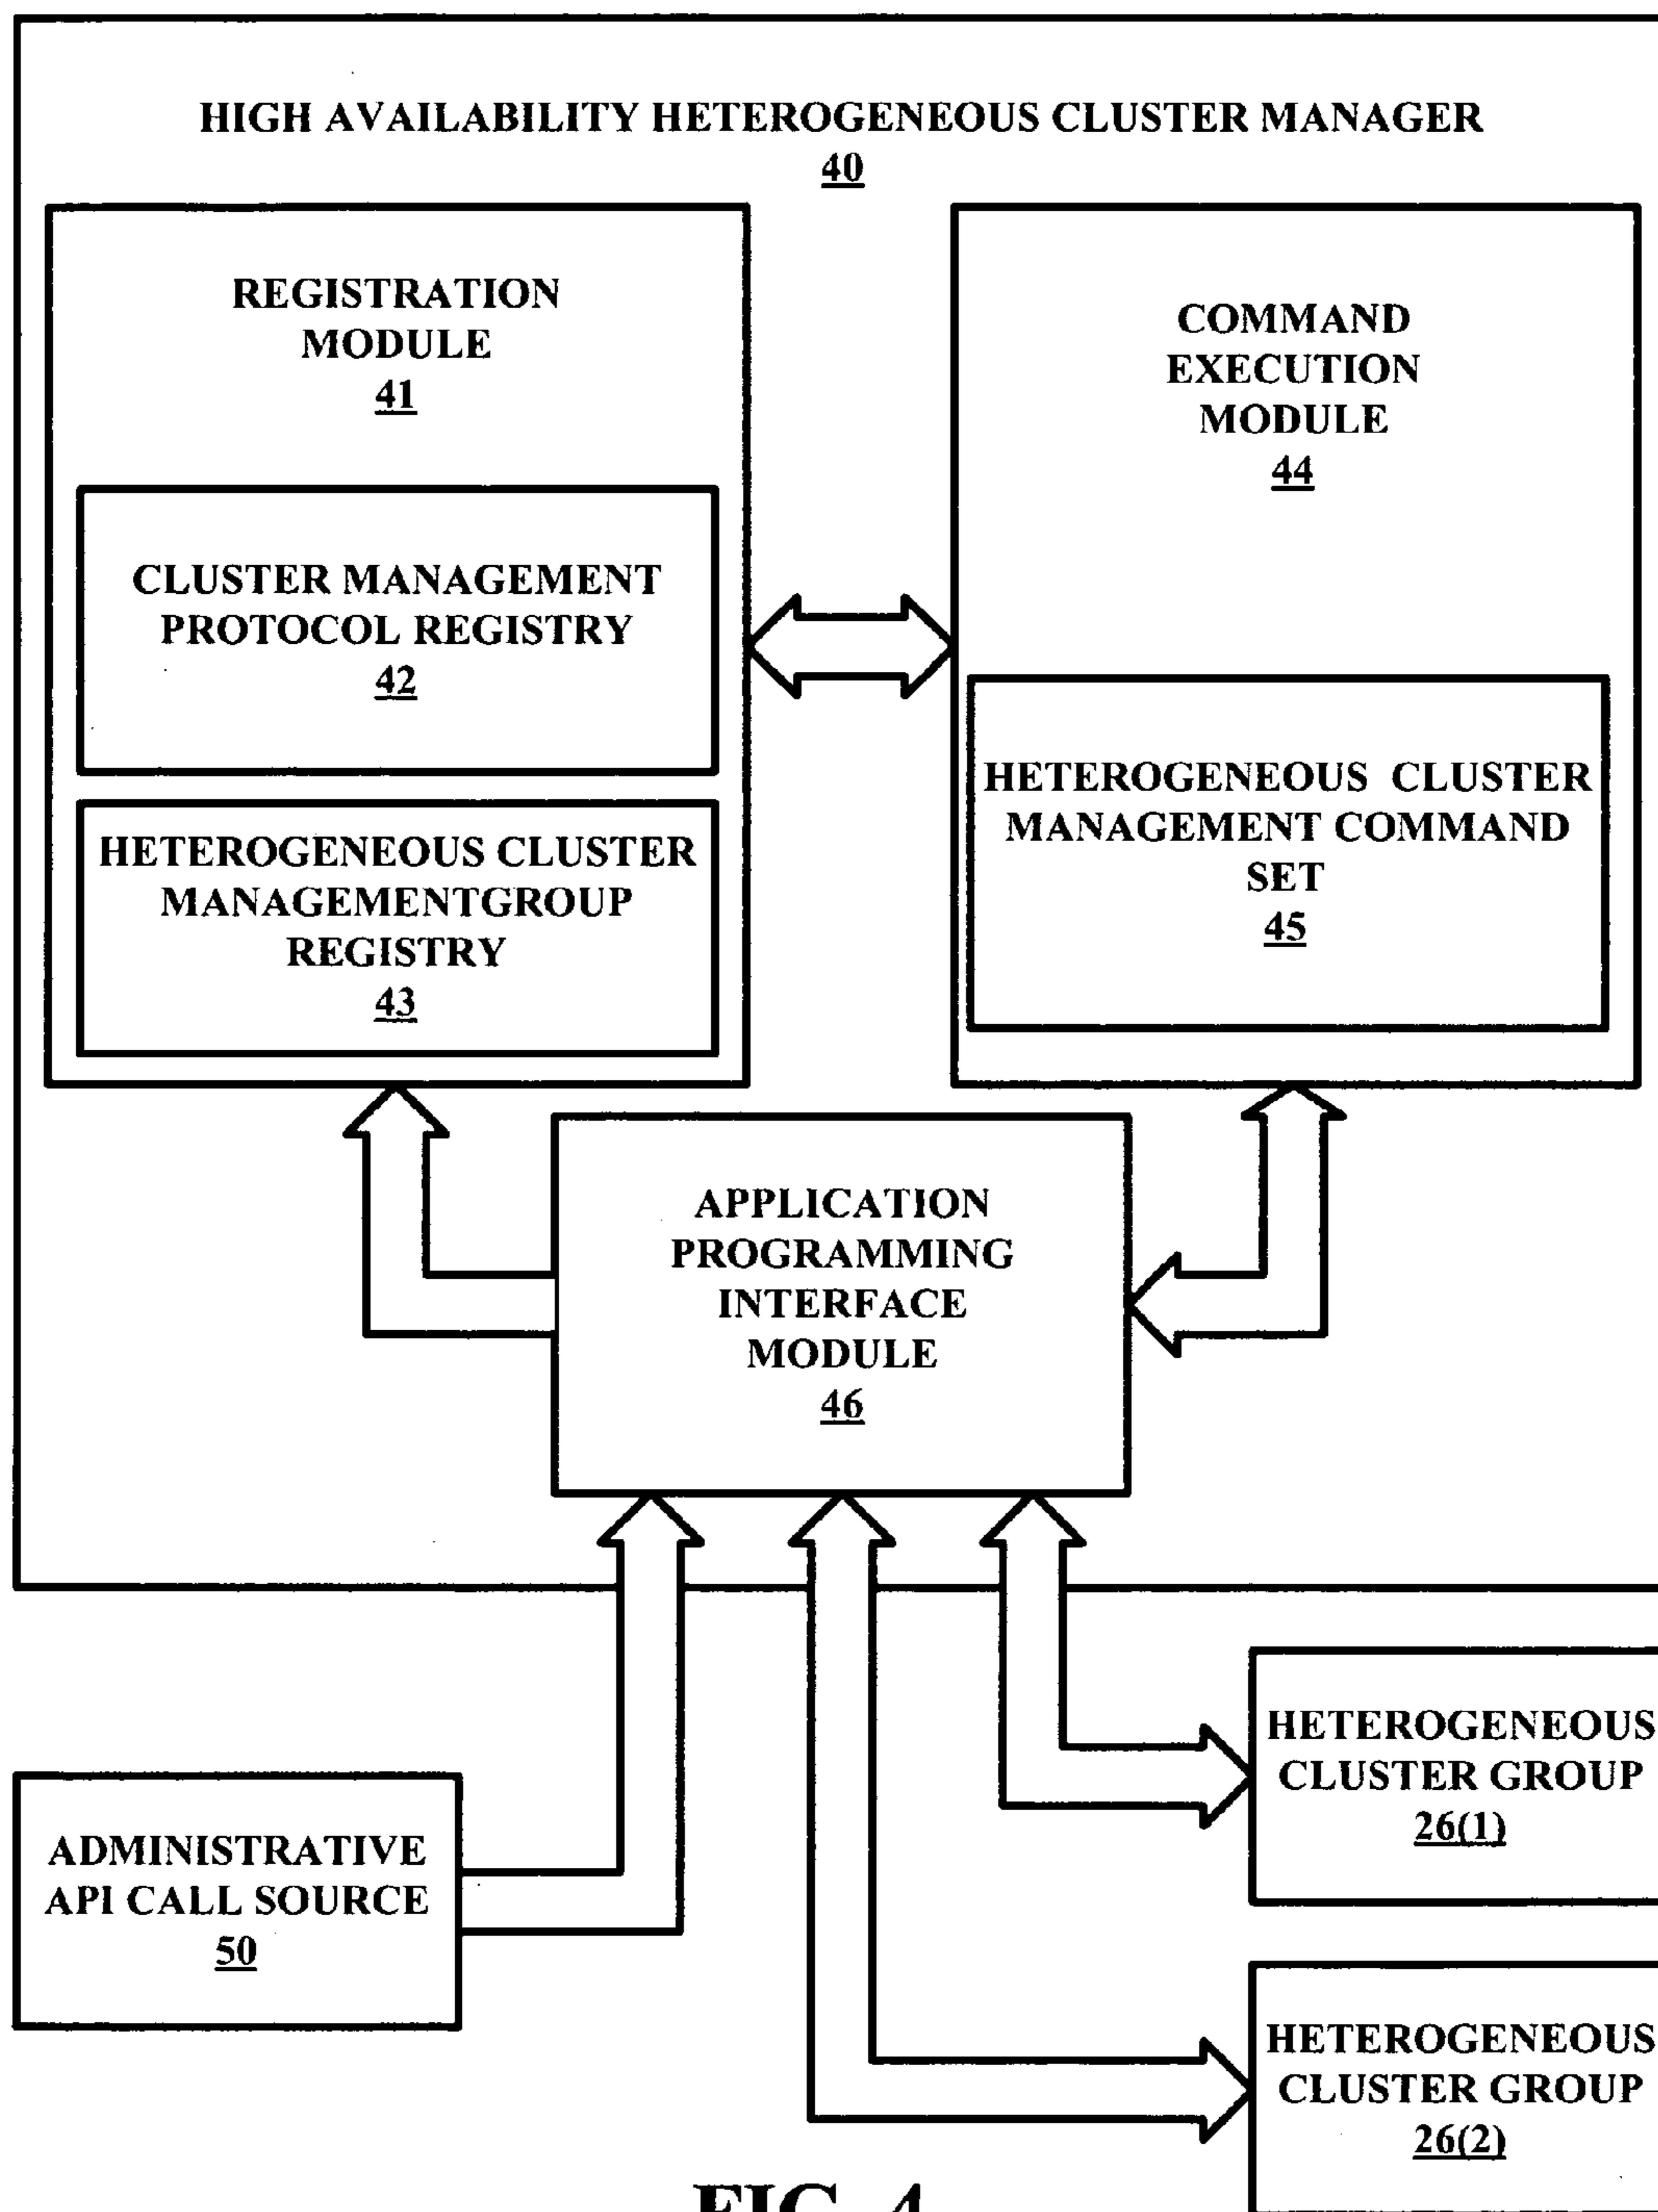 HIGH AVAILABILITY HETEROGENEOUS CLUSTER MANAGER
40
REGISTRATION
MODULE
41
CLUSTER MANAGEMENT
PROTOCOL REGISTRY
42
HETEROGENEOUS CLUSTER
MANAGEMENTGROUP
REGISTRY
43
COMMAND
EXECUTION
MODULE
44
HETEROGENEOUS CLUSTER
MANAGEMENT COMMAND
SET
45
APPLICATION
PROGRAMMING
INTERFACE
MODULE
46
ADMINISTRATIVE
API CALL SOURCE
50
HETEROGENEOUS
CLUSTER GROUP
26(1)
HETEROGENEOUS
CLUSTER GROUP
26(2)
FIG. 4